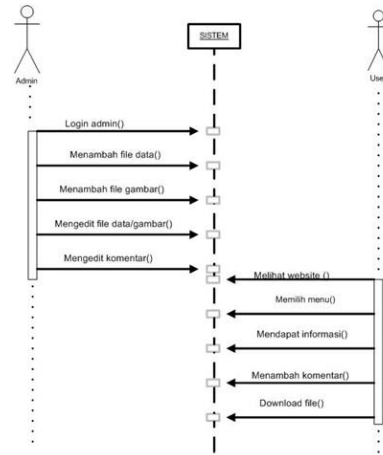 SISTEM
Admin
User
Login admin()
Menambah file data()
Menambah file gambar()
Mengedit file data/gambar()
Mengedit komentar()
Melihat website ()
Memilih menu()
Mendapat informasi()
Menambah komentar()
Download file()